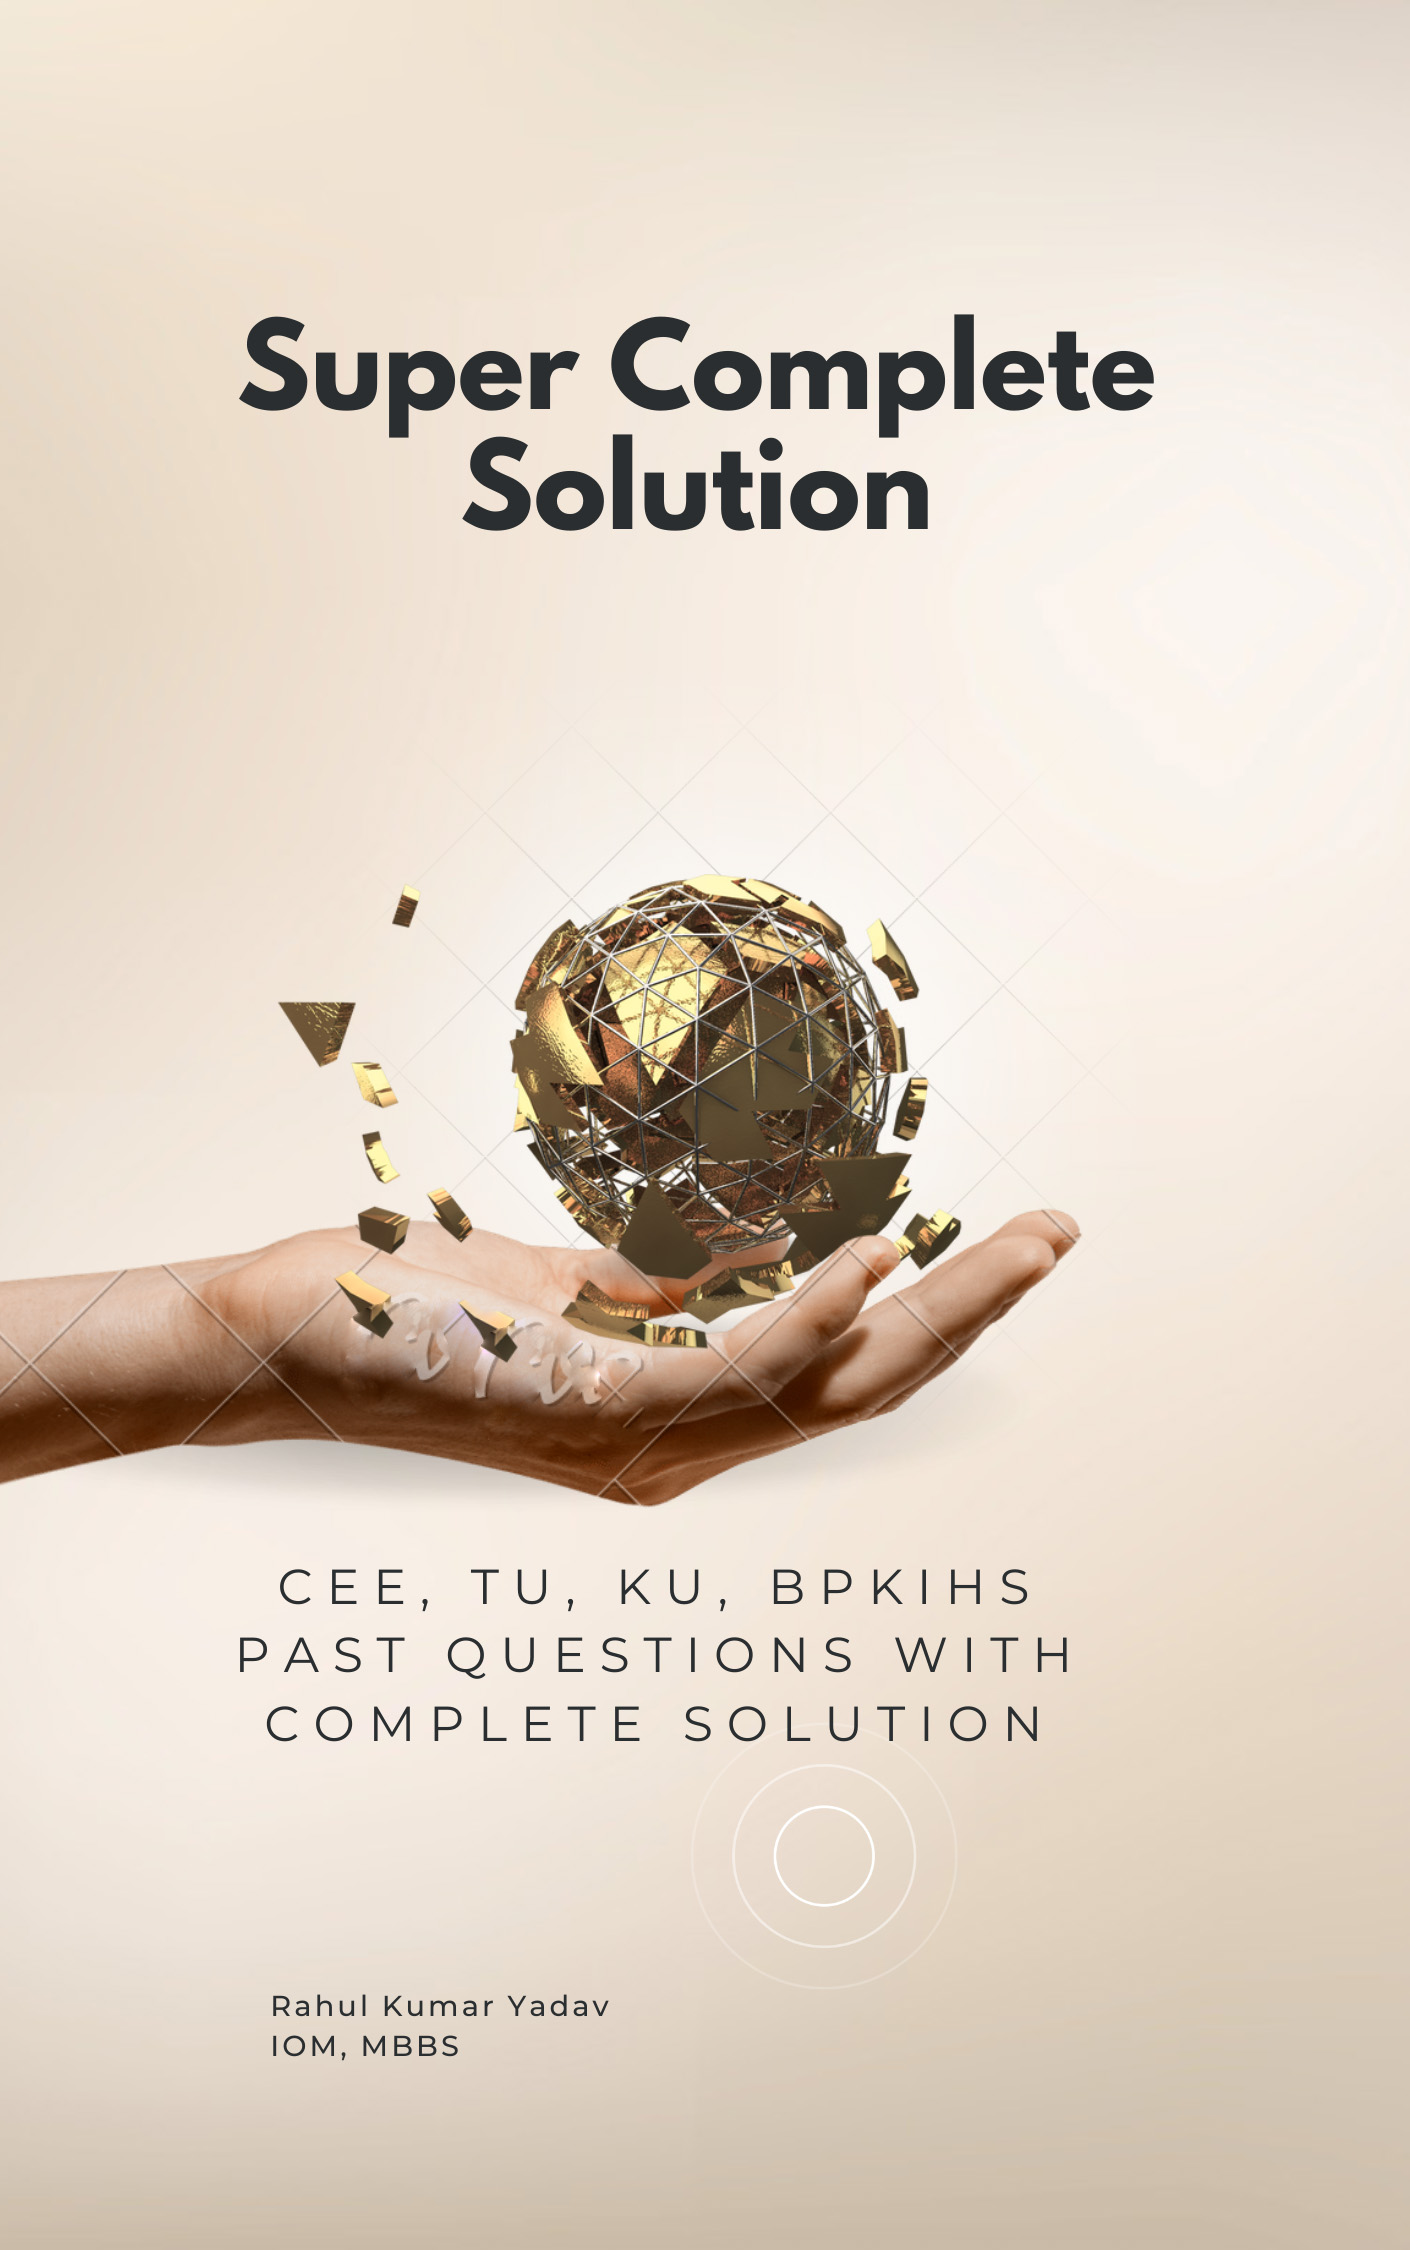 Super Complete
Solution
CEE, TU, KU, BPKIHS
PAST QUESTIONS WITH
COMPLETE SOLUTION
Rahul Kumar Yadav
IOM, MBBS